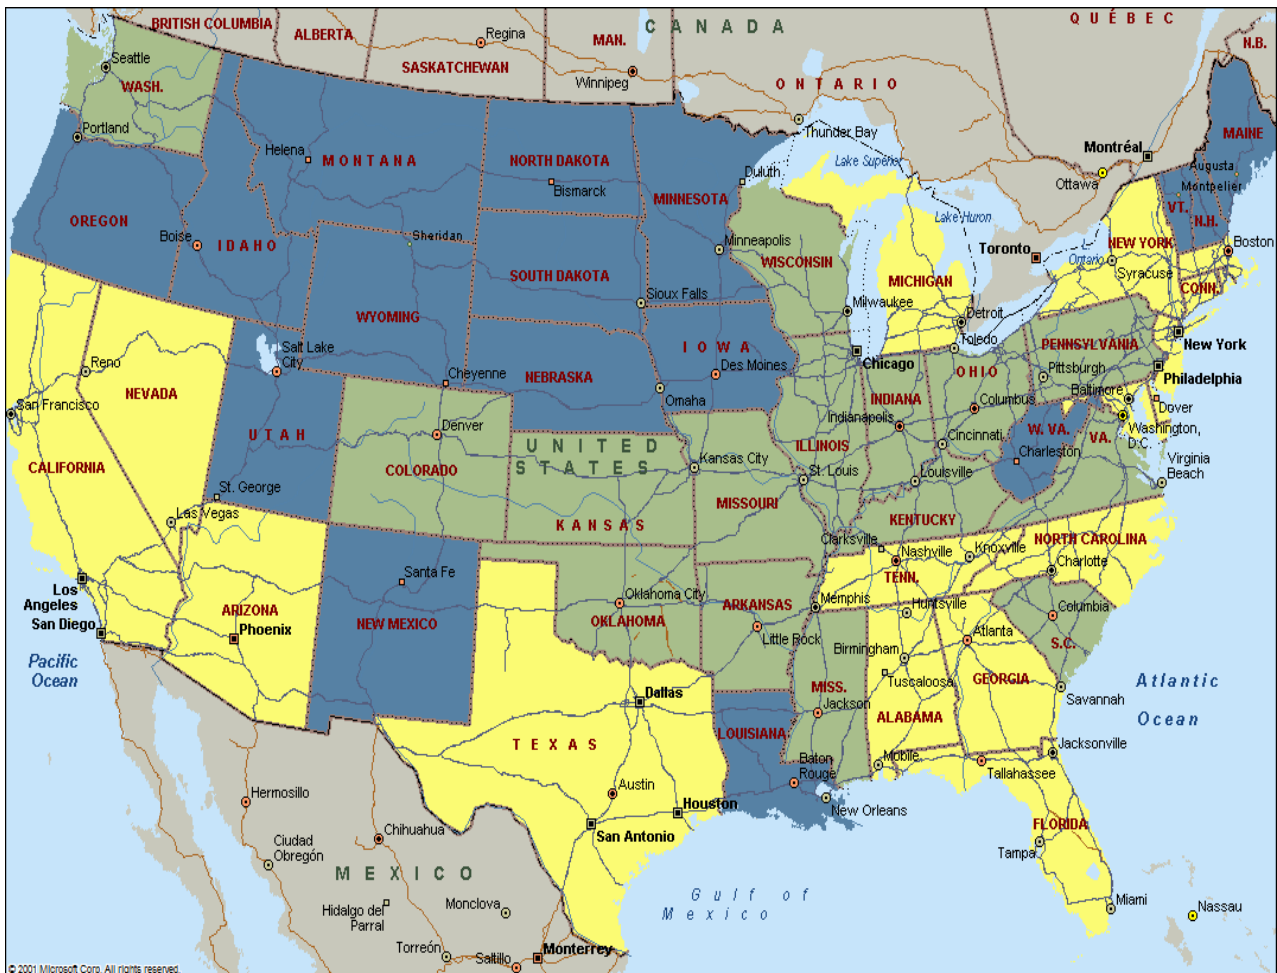 BRITISH COLUMBIA
ALBERTA
Regina
SASKATCHEWAN
MAN.
Winnipeg
CANADA
ONTARIO
QUÉBEC
N.B.
Seattle
WASH.
Portland
Helena
MONTANA
NORTH DAKOTA
Bismarck
MINNESOTA
Duluth
Thunder Bay
Lake Superior
Montréal
Ottawa
MAINE
Augusta
Montpelier
VT.
N.H.
OREGON
Boise
IDAHO
Sheridan
SOUTH DAKOTA
Sioux Falls
Minneapolis
WISCONSIN
Milwaukee
MICHIGAN
Lake Huron
Toronto
Ontario
NEW YORK
Syracuse
Boston
CONN.
WYOMING
Cheyenne
NEBRASKA
Omaha
IOWA
Des Moines
Chicago
Detroit
Toledo
PENNSYLVANIA
Pittsburgh
New York
Philadelphia
Baltimore
Dover
Washington,
D.C.
Reno
NEVADA
San Francisco
CALIFORNIA
Salt Lake
City
UTAH
St. George
Las Vegas
Denver
COLORADO
UNITED
STATES
KANSAS
Kansas City
MISSOURI
St. Louis
ILLINOIS
INDIANA
Indianapolis
OHIO
Columbus
Cincinnati
W. VA.
Charleston
VA.
Virginia
Beach
Louisville
KENTUCKY
Clarksville
Nashville
Knoxville
TENN.
Memphis
NORTH CAROLINA
Charlotte
Columbia
S.C.
Los
Angeles
San Diego
ARIZONA
Phoenix
Santa Fe
NEW MEXICO
Oklahoma City
OKLAHOMA
ARKANSAS
Little Rock
Huntsville
Birmingham
Tuscaloosa
ALABAMA
Atlanta
GEORGIA
Savannah
MISS.
Jackson
Dallas
TEXAS
LOUISIANA
Baton
Rouge
New Orleans
Mobile
Tallahassee
Jacksonville
Austin
Houston
San Antonio
FLORIDA
Tampa
Miami
Nassau
Pacific
Ocean
Atlantic
Ocean
Gulf of
Mexico
Hermosillo
Chihuahua
Ciudad
Obregón
MEXICO
Hidalgo del
Parral
Monclova
Torreón
Saltillo
Monterrey
© 2001 Microsoft Corp. All rights reserved.